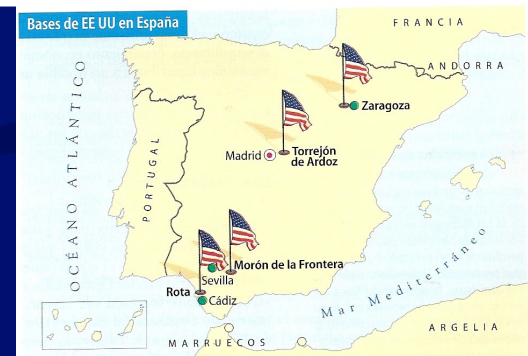 Bases de EE UU en España
FRANCIA
ANDORRA
OCÉANO ATLÁNTICO
PORTUGAL
Zaragoza
Madrid
Torrejón
de Ardoz
Morón de la Frontera
Sevilla
Rota
Cádiz
Mar Mediterráneo
MARRUECOS
ARGELIA